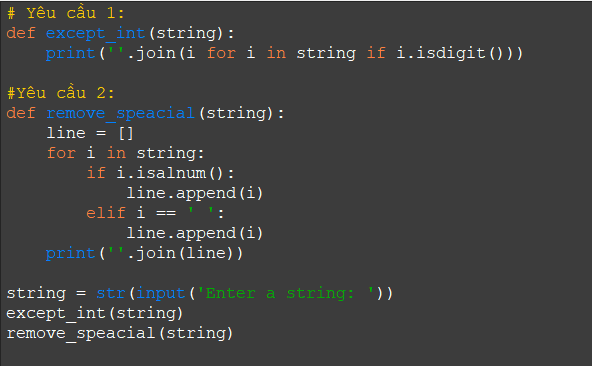 # Yêu cầu 1:
def except_int(string):
    print(''.join(i for i in string if i.isdigit()))

#Yêu cầu 2:
def remove_speacial(string):
    line = []
    for i in string:
        if i.isalnum():
            line.append(i)
        elif i == ' ':
            line.append(i)
    print(''.join(line))

string = str(input('Enter a string: '))
except_int(string)
remove_speacial(string)